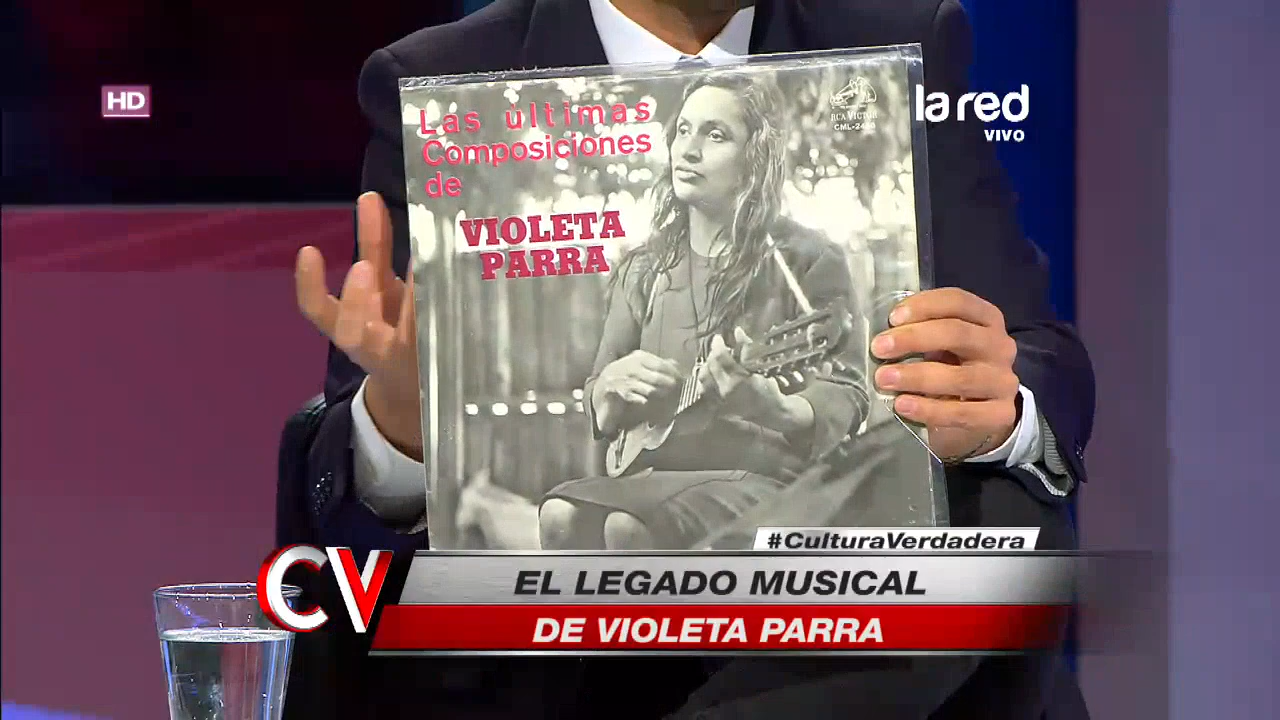 HD
la red
VIVO
Las últimas
Composiciones
de
VIOLETA
PARRA
RCA VICTOR
#CulturaVerdadera
CV
EL LEGADO MUSICAL
DE VIOLETA PARRA